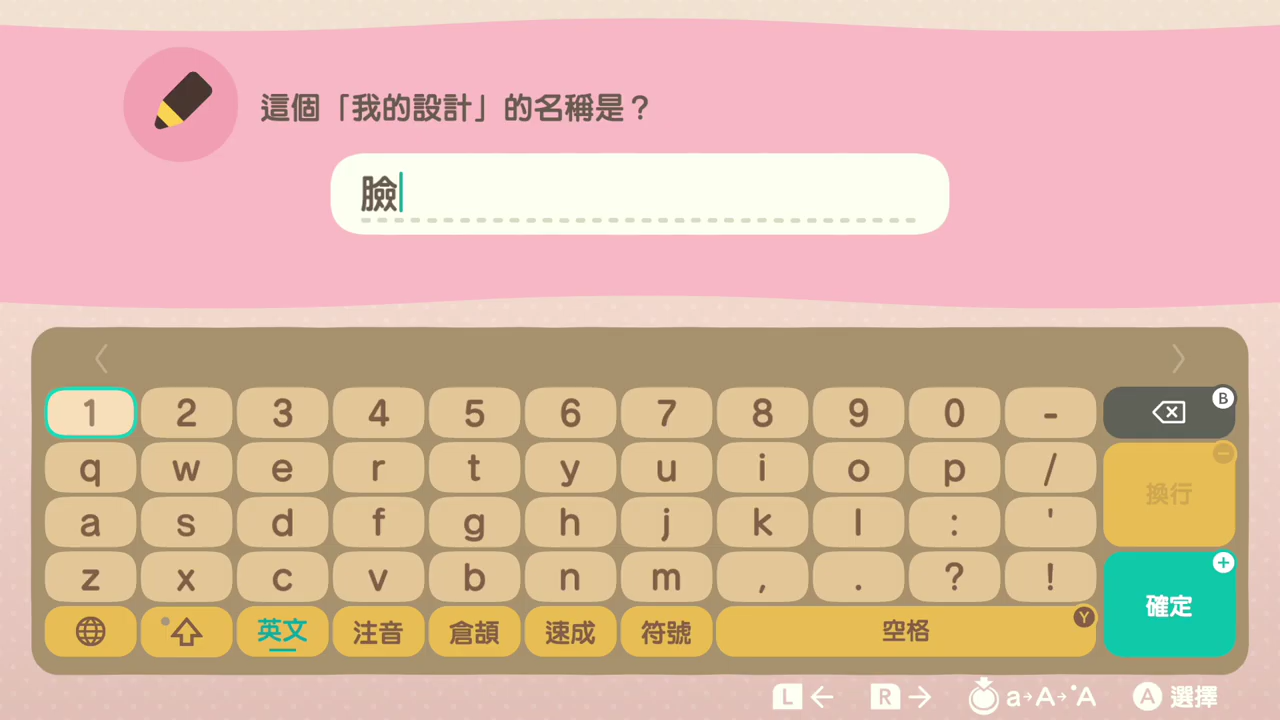 這個「我的設計」的名稱是？
臉
1 2 3 4 5 6 7 8 9 0 - B
q w e r t y u i o p / 換行
a s d f g h j k l : '
z x c v b n m , . ? ! 確定
英文 注音 倉頡 速成 符號 空格 Y
L ← R → a→A→•A A 選擇